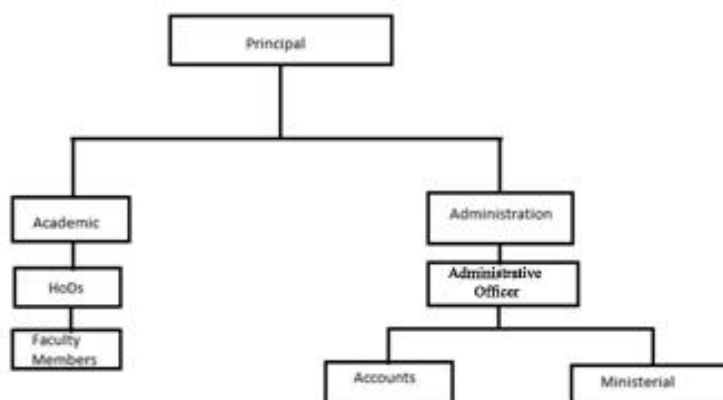 Principal
Academic
Administration
HoDs
Administrative
Officer
Faculty
Members
Accounts
Ministerial